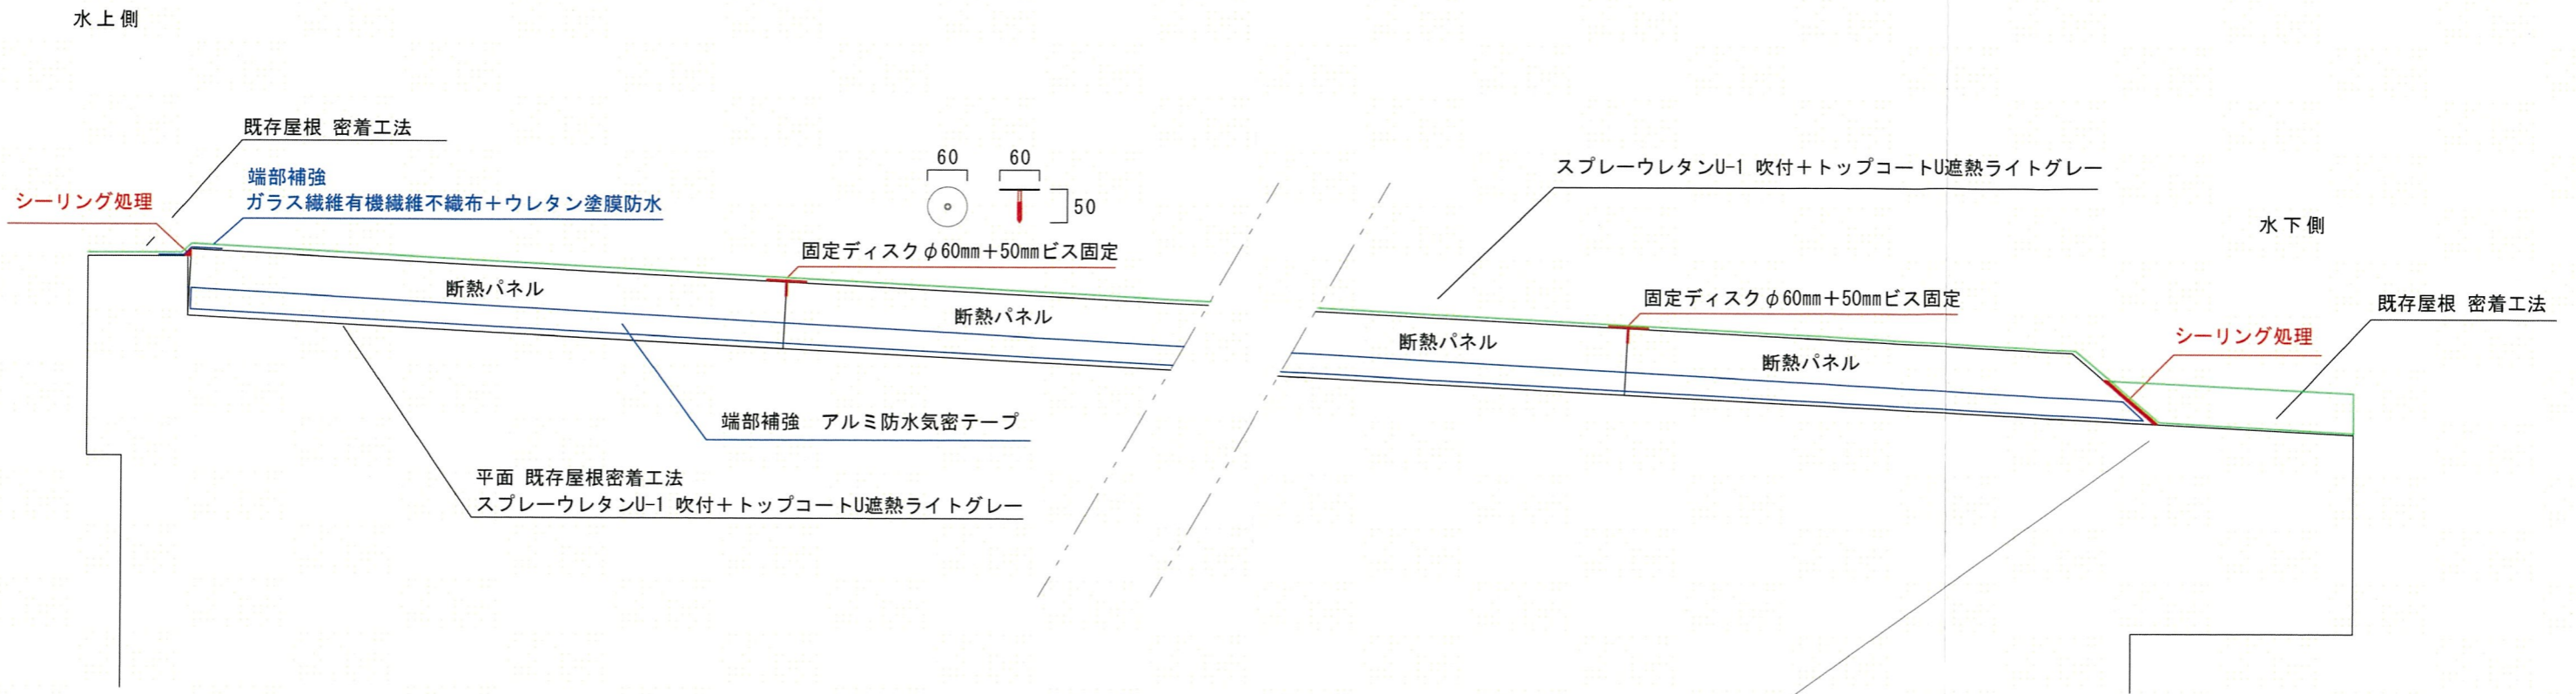 水上側
既存屋根 密着工法
端部補強
ガラス繊維有機繊維不織布＋ウレタン塗膜防水
シーリング処理
60
60
50
固定ディスクφ60mm＋50mmビス固定
断熱パネル
断熱パネル
端部補強　アルミ防水気密テープ
平面 既存屋根密着工法
スプレーウレタンU-1 吹付＋トップコートU遮熱ライトグレー
スプレーウレタンU-1 吹付＋トップコートU遮熱ライトグレー
水下側
固定ディスクφ60mm＋50mmビス固定
既存屋根 密着工法
シーリング処理
断熱パネル
断熱パネル